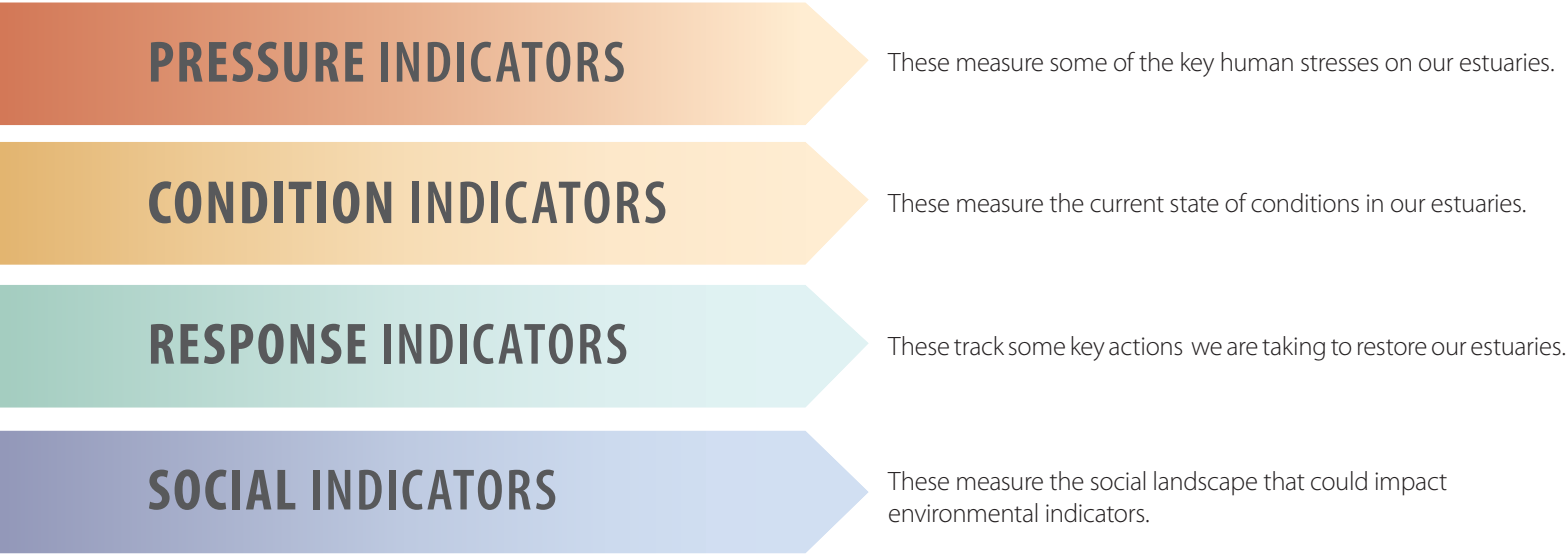 PRESSURE INDICATORS
These measure some of the key human stresses on our estuaries.
CONDITION INDICATORS
These measure the current state of conditions in our estuaries.
RESPONSE INDICATORS
These track some key actions we are taking to restore our estuaries.
SOCIAL INDICATORS
These measure the social landscape that could impact
environmental indicators.